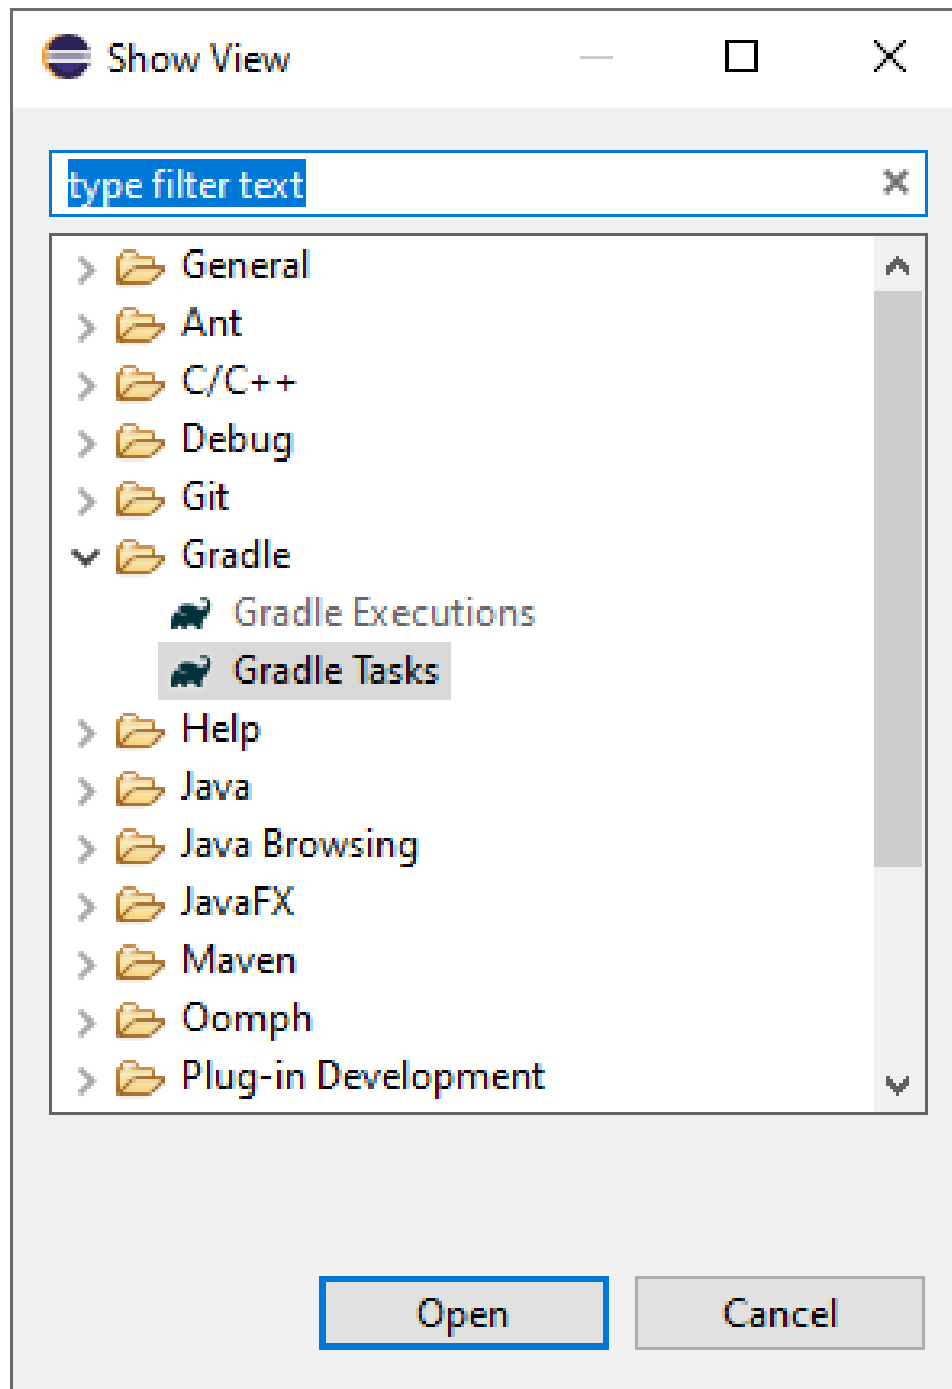 Show View
type filter text
General
Ant
C/C++
Debug
Git
Gradle
Gradle Executions
Gradle Tasks
Help
Java
Java Browsing
JavaFX
Maven
Oomph
Plug-in Development
Open
Cancel